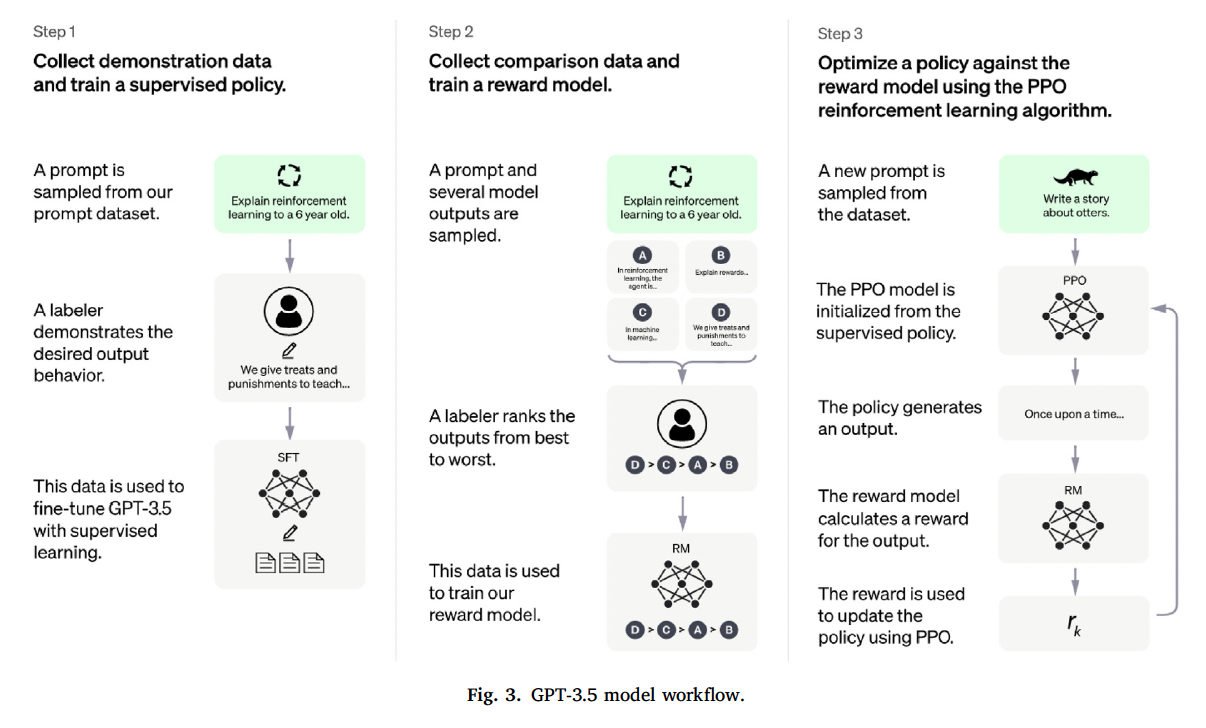 Step 1
Collect demonstration data
and train a supervised policy.
A prompt is
sampled from our
prompt dataset.
Explain reinforcement
learning to a 6 year old.
A labeler
demonstrates the
desired output
behavior.
We give treats and
punishments to teach...
This data is used to
fine-tune GPT-3.5
with supervised
learning.
SFT
Step 2
Collect comparison data and
train a reward model.
A prompt and
several model
outputs are
sampled.
Explain reinforcement
learning to a 6 year old.
A
In reinforcement
learning, the
agent is...
B
Explain rewards...
C
In machine
learning...
D
We give treats and
punishments to
teach...
A labeler ranks the
outputs from best
to worst.
D > C > A > B
This data is used
to train our
reward model.
RM
D > C > A > B
Step 3
Optimize a policy against the
reward model using the PPO
reinforcement learning algorithm.
A new prompt is
sampled from
the dataset.
Write a story
about otters.
The PPO model is
initialized from the
supervised policy.
PPO
The policy generates
an output.
Once upon a time...
The reward model
calculates a reward
for the output.
RM
The reward is used
to update the
policy using PPO.
rk
Fig. 3. GPT-3.5 model workflow.